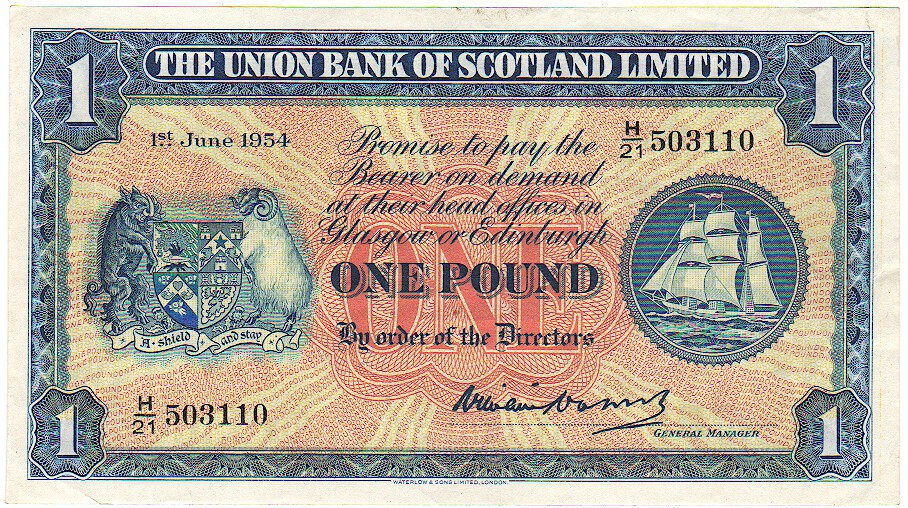 THE UNION BANK OF SCOTLAND LIMITED
1
1
1st June 1954
H/21 503110
Promise to pay the
Bearer on demand
at their head offices in
Glasgow or Edinburgh
ONE POUND
ONE
By order of the Directors
A shield and stay
H/21 503110
GENERAL MANAGER
1
1
WATERLOW & SONS LIMITED, LONDON.